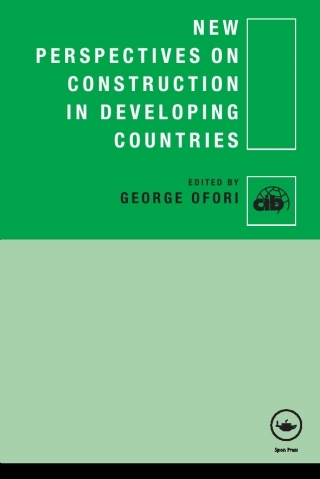 NEW
PERSPECTIVES ON
CONSTRUCTION
IN DEVELOPING
COUNTRIES
EDITED BY
GEORGE OFORI
cib
Spon Press